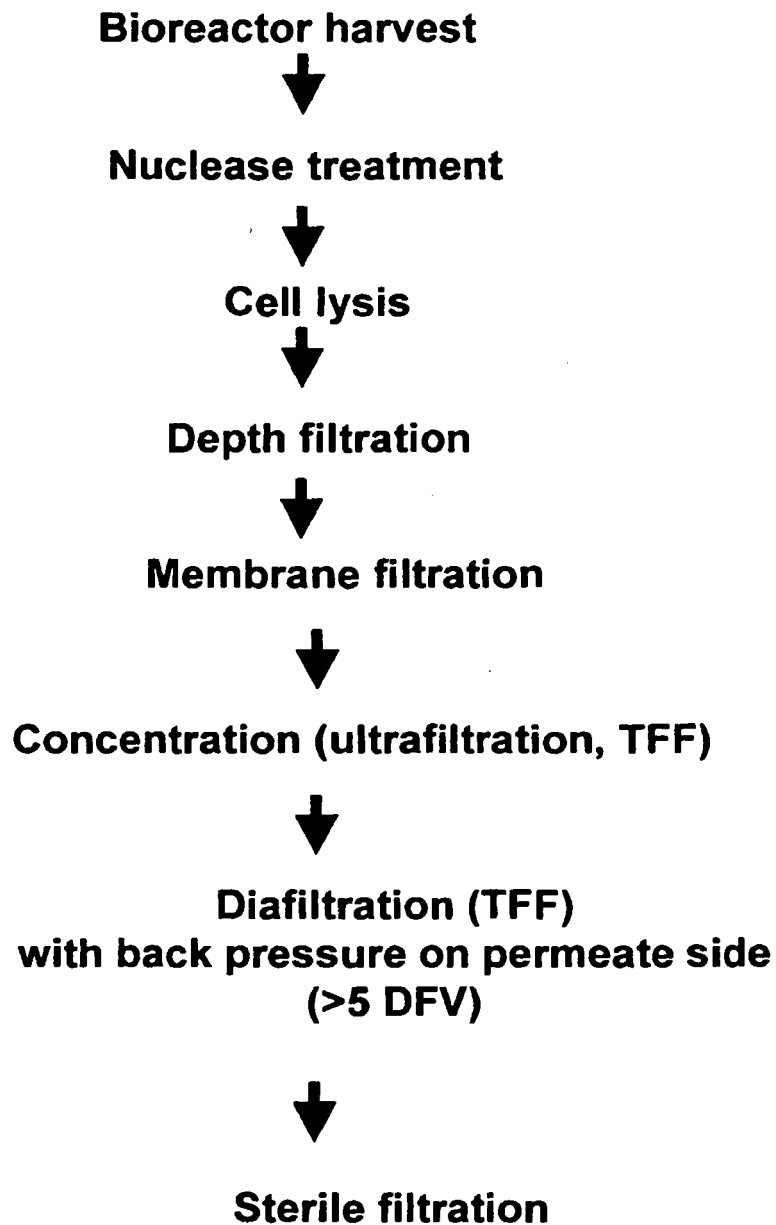 Bioreactor harvest
Nuclease treatment
Cell lysis
Depth filtration
Membrane filtration
Concentration (ultrafiltration, TFF)
Diafiltration (TFF)
with back pressure on permeate side
(>5 DFV)
Sterile filtration